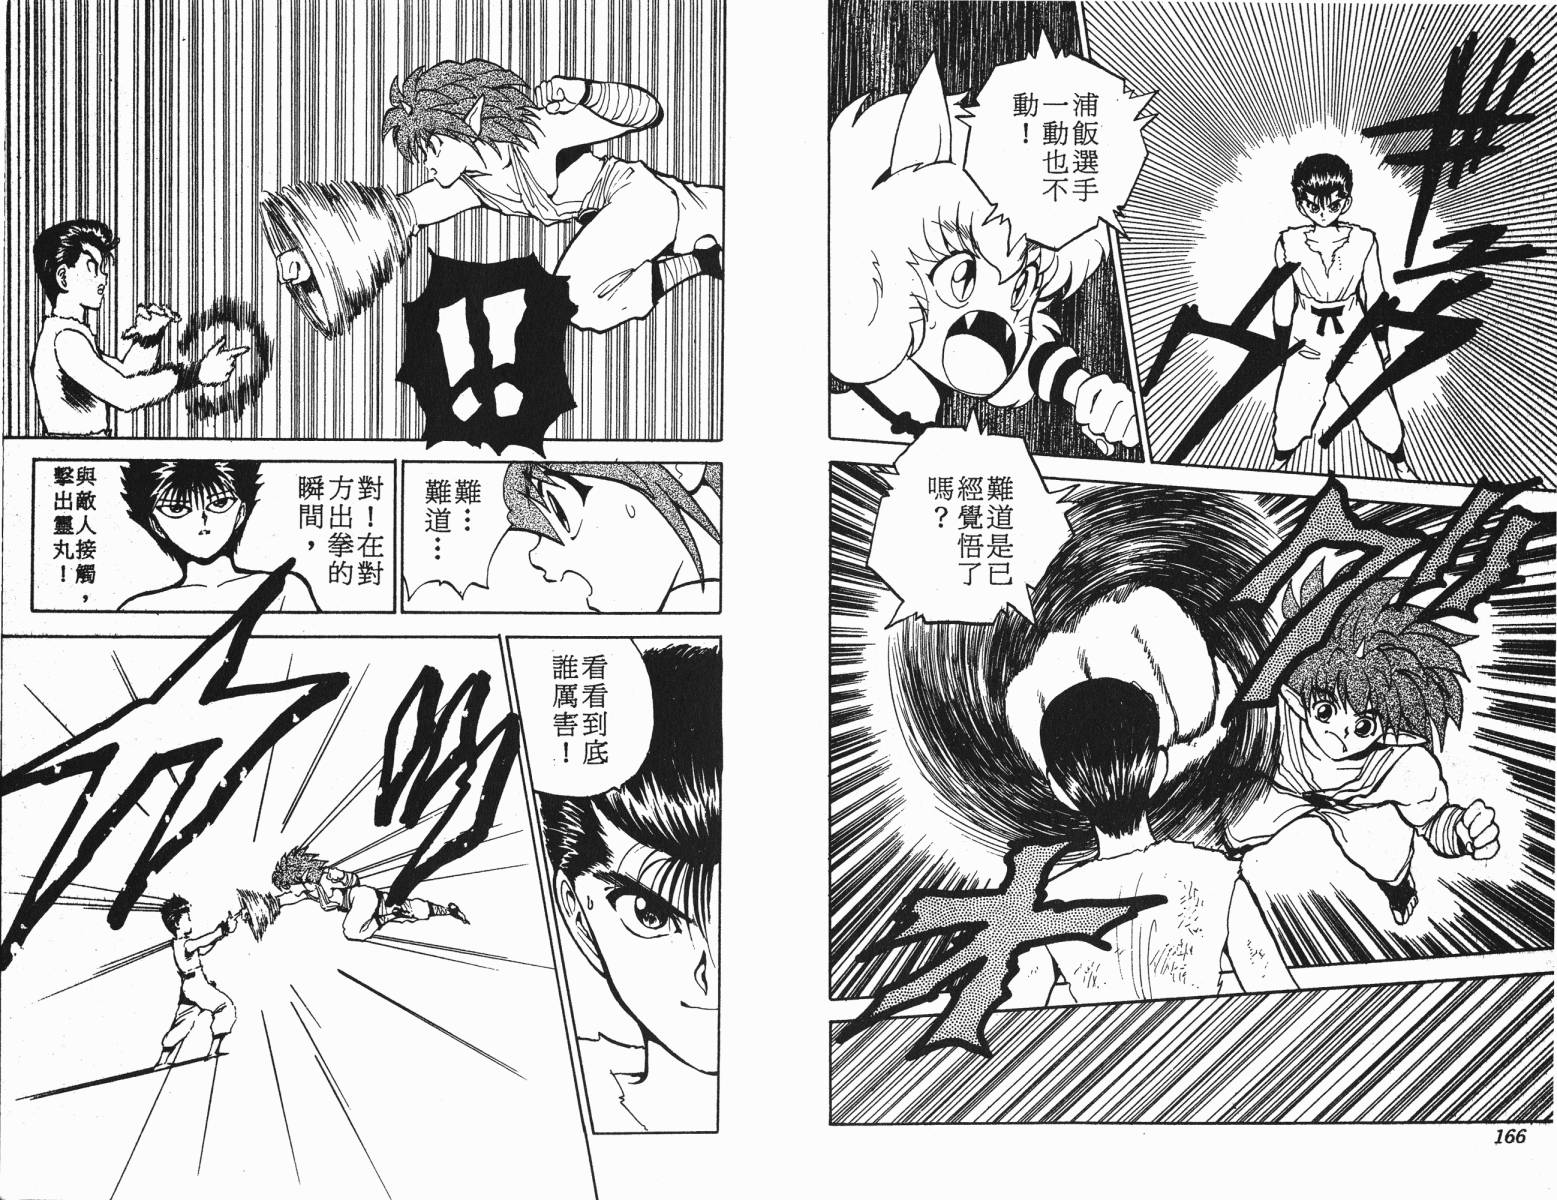 浦飯選手
一動也不
動！
難道是已
經覺悟了
嗎？
166
!!
難…
難道…
對！在對
方出拳的
瞬間，
與敵人接觸，
擊出靈丸！
看看到底
誰厲害！